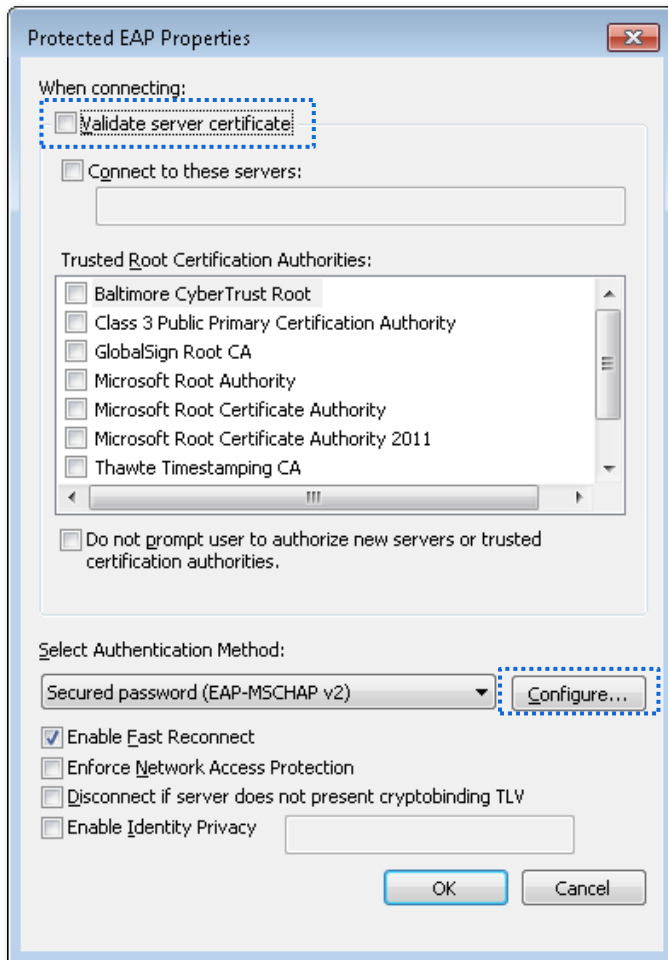 Protected EAP Properties
When connecting:
Validate server certificate
Connect to these servers:
Trusted Root Certification Authorities:
Baltimore CyberTrust Root
Class 3 Public Primary Certification Authority
GlobalSign Root CA
Microsoft Root Authority
Microsoft Root Certificate Authority
Microsoft Root Certificate Authority 2011
Thawte Timestamping CA
Do not prompt user to authorize new servers or trusted
certification authorities.
Select Authentication Method:
Secured password (EAP-MSCHAP v2)
Configure...
Enable Fast Reconnect
Enforce Network Access Protection
Disconnect if server does not present cryptobinding TLV
Enable Identity Privacy
OK
Cancel